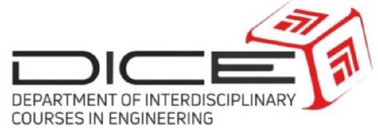 DICE
DEPARTMENT OF INTERDISCIPLINARY
COURSES IN ENGINEERING